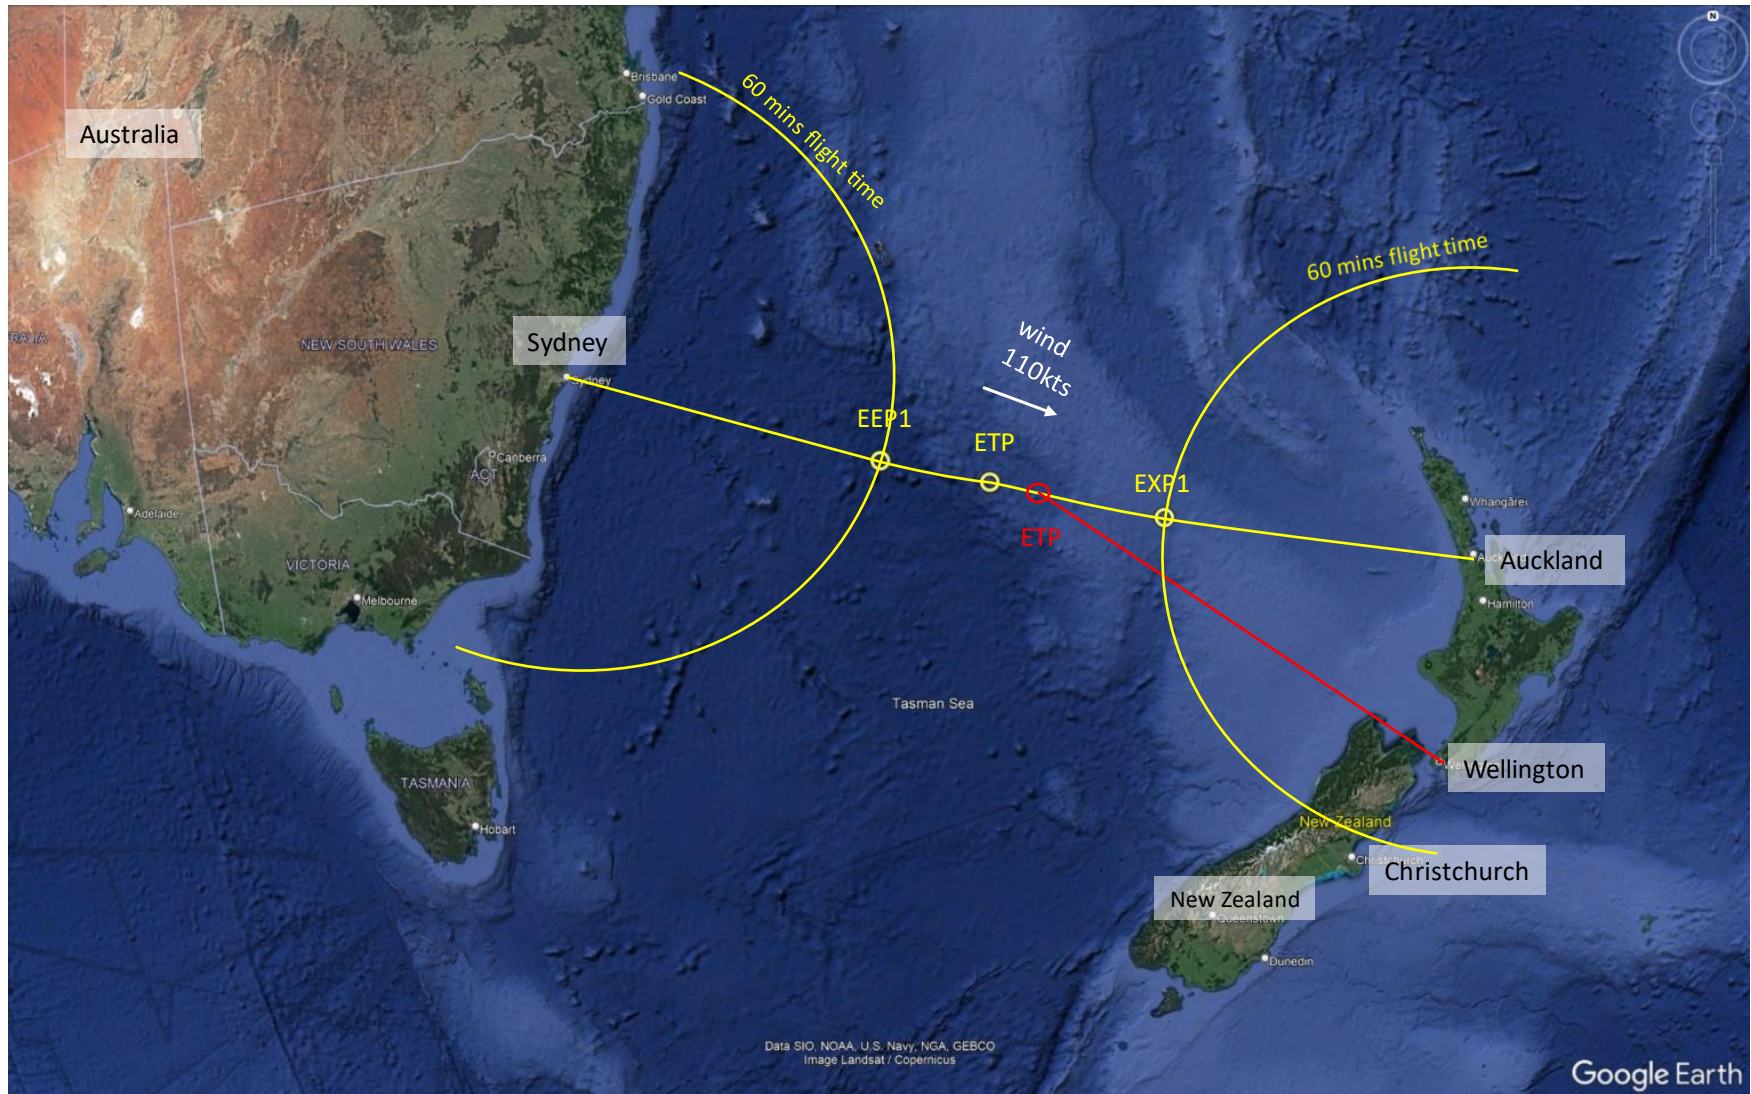 N
Brisbane
Gold Coast
60 mins flight time
Australia
60 mins flight time
RALIA
NEW SOUTH WALES
Sydney
Sydney
wind
110kts
EEP1
ETP
Canberra
ACT
EXP1
Whangārei
Adelaide
ETP
Auckland
VICTORIA
Hamilton
Melbourne
Tasman Sea
Wellington
TASMANIA
Hobart
New Zealand
Christchurch
Christchurch
New Zealand
Queenstown
Dunedin
Data SIO, NOAA, U.S. Navy, NGA, GEBCO
Image Landsat / Copernicus
Google Earth